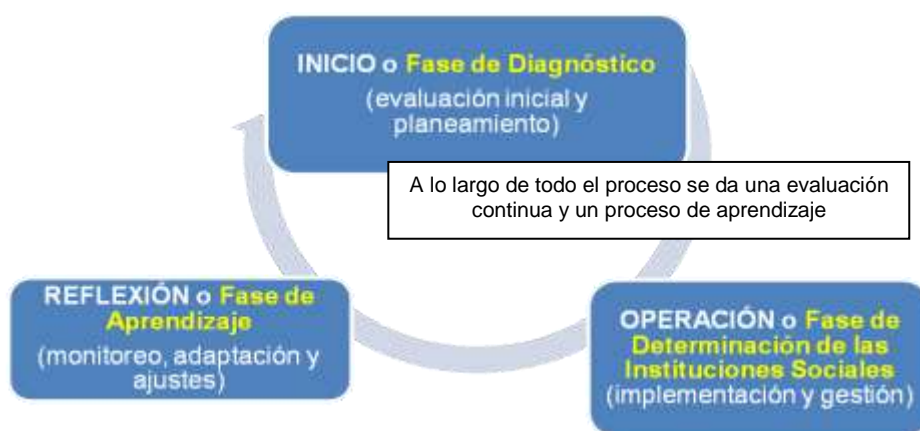 INICIO o Fase de Diagnóstico
(evaluación inicial y
planeamiento)
A lo largo de todo el proceso se da una evaluación
continua y un proceso de aprendizaje
REFLEXIÓN o Fase de
Aprendizaje
(monitoreo, adaptación y
ajustes)
OPERACIÓN o Fase de
Determinación de las
Instituciones Sociales
(implementación y gestión)